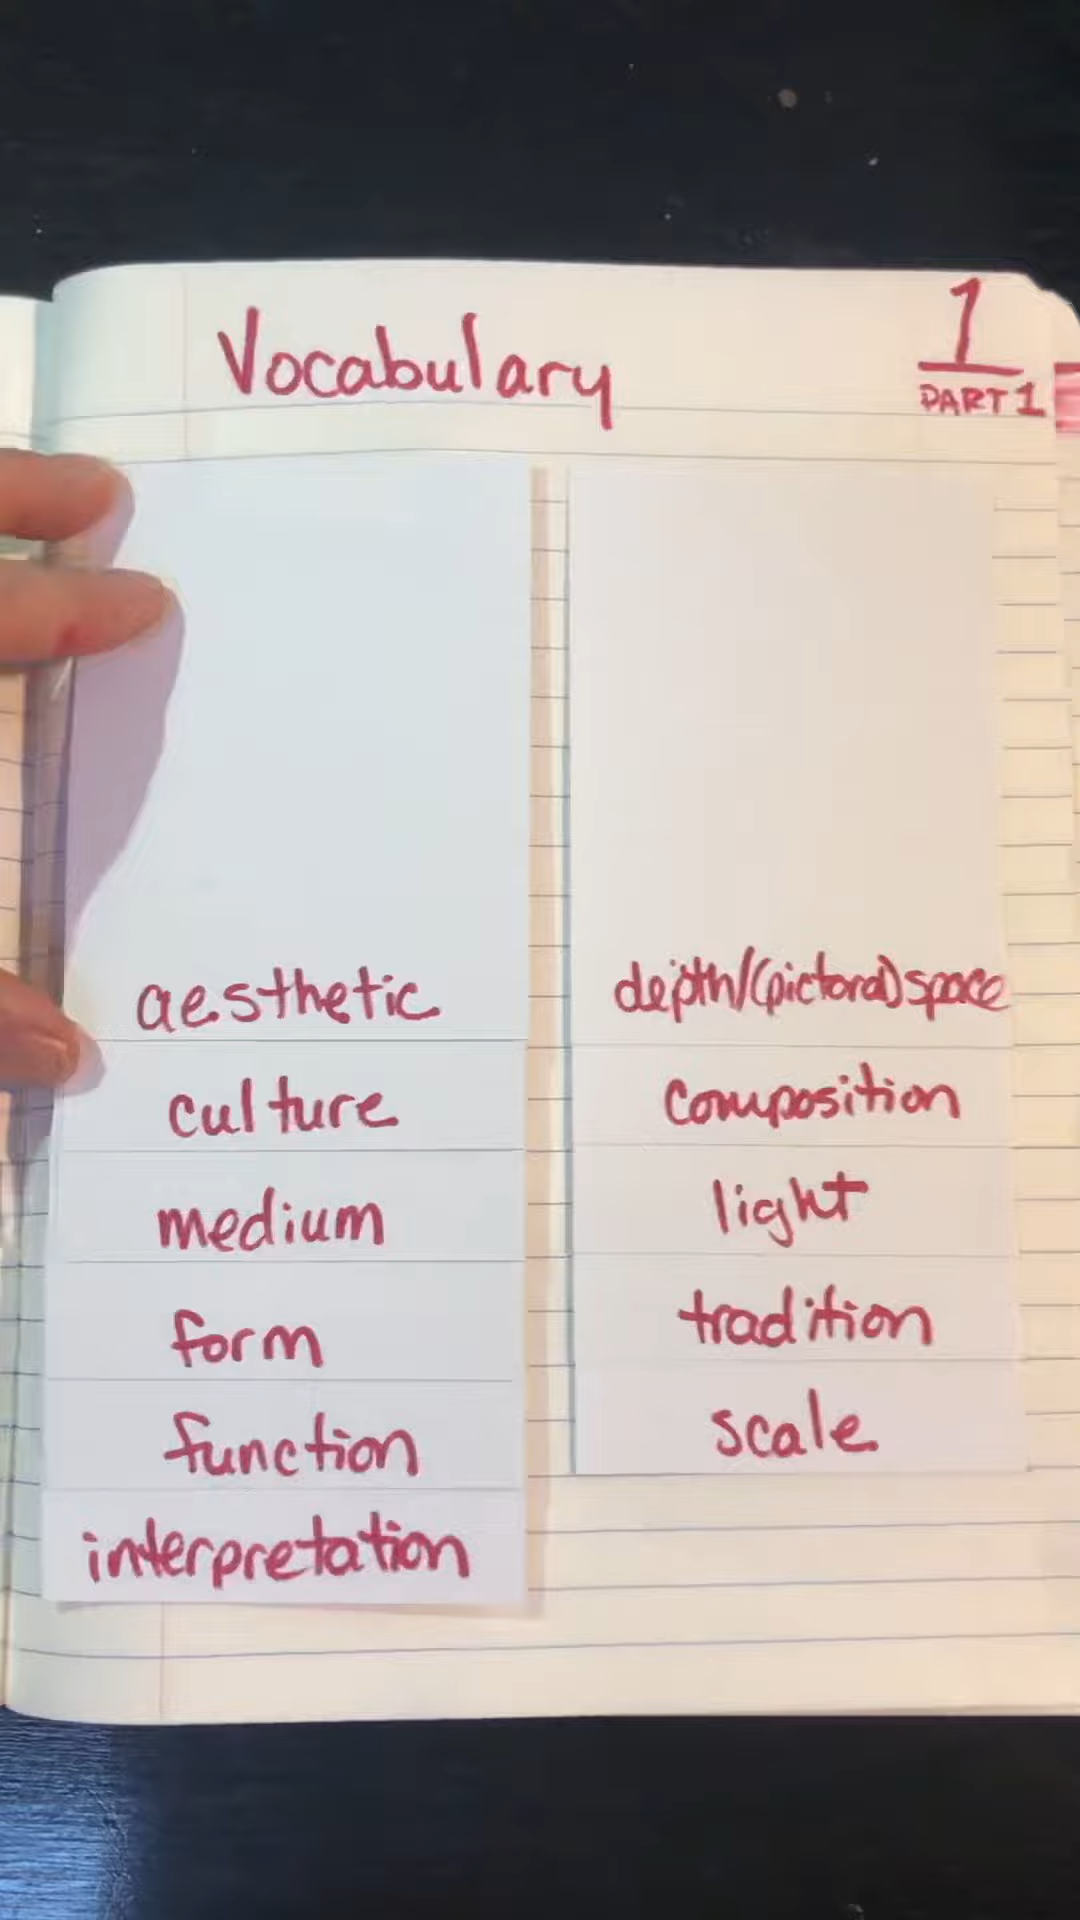 Vocabulary
1
PART 1
aesthetic
culture
medium
form
function
interpretation
depth/(pictoral) space
composition
light
tradition
scale